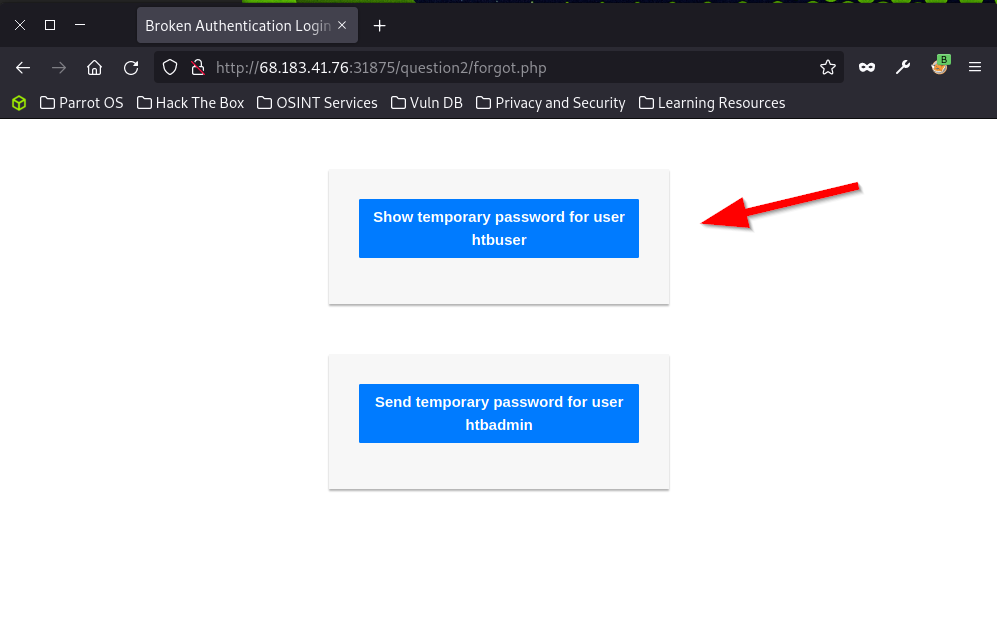 Broken Authentication Login
http://68.183.41.76:31875/question2/forgot.php
B
Parrot OS Hack The Box OSINT Services Vuln DB Privacy and Security Learning Resources
Show temporary password for user
htbuser
Send temporary password for user
htbadmin